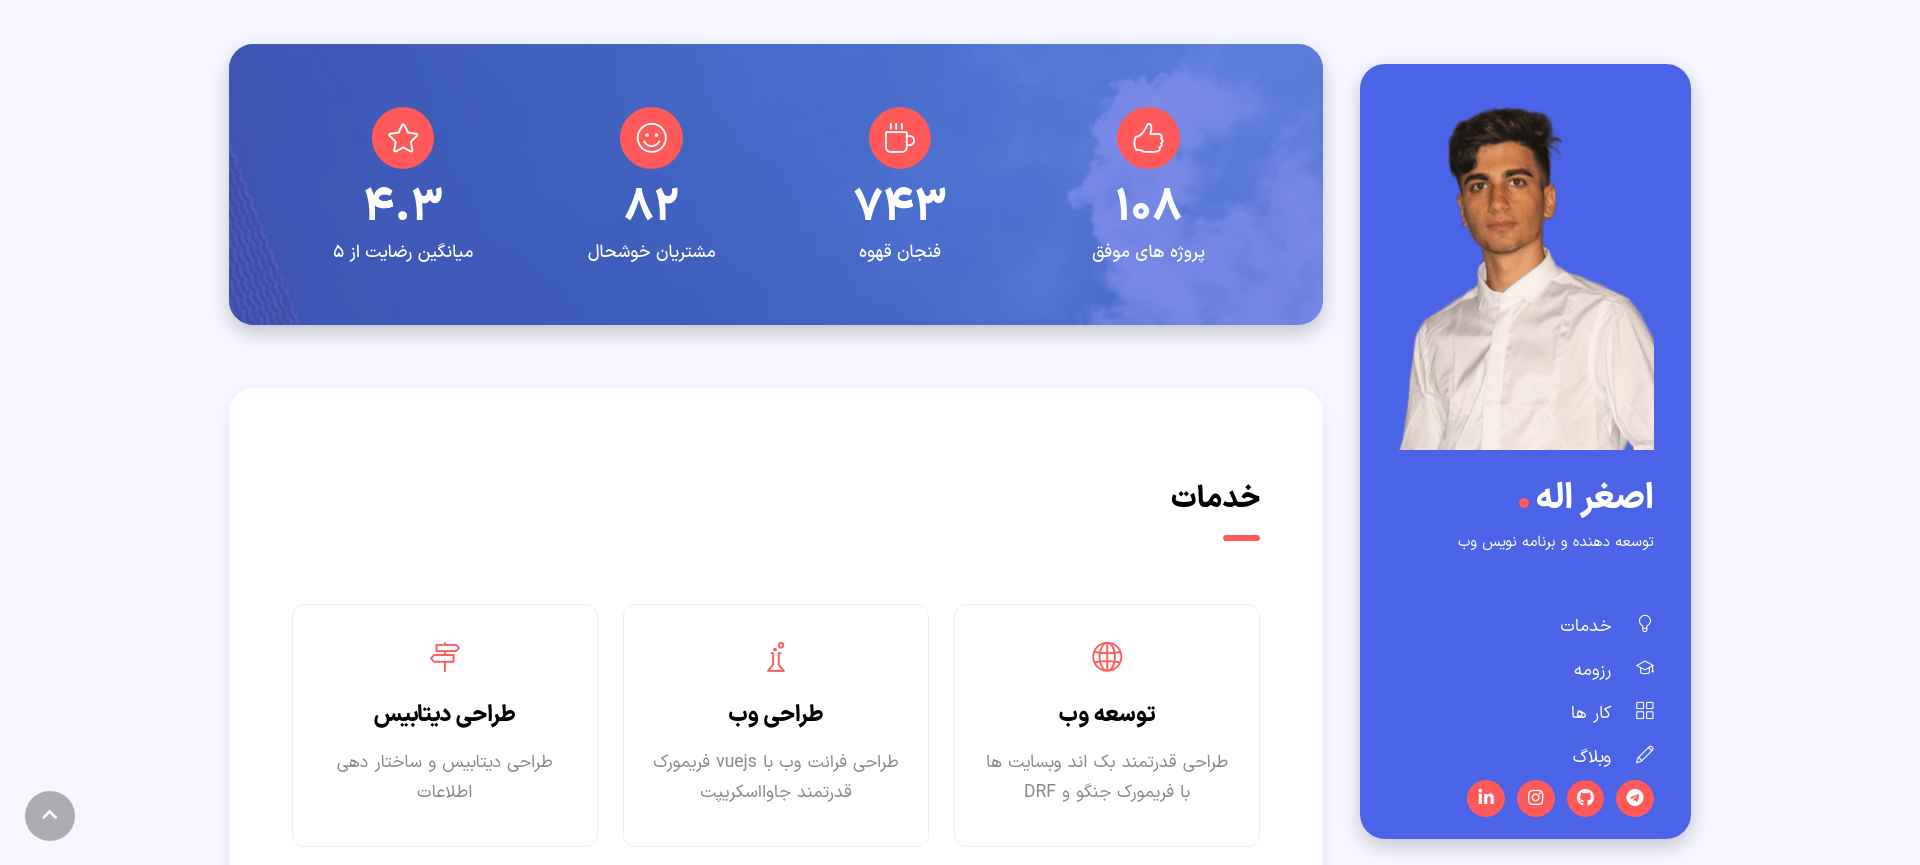 اصغر اله.
توسعه دهنده و برنامه نویس وب
خدمات
رزومه
کار ها
وبلاگ
۱۰۸
پروژه های موفق
۷۴۳
فنجان قهوه
۸۲
مشتریان خوشحال
۴.۳
میانگین رضایت از ۵
خدمات
توسعه وب
طراحی قدرتمند بک اند وبسایت ها
با فریمورک جنگو و DRF
طراحی وب
طراحی فرانت وب با vuejs فریمورک
قدرتمند جاوااسکریپت
طراحی دیتابیس
طراحی دیتابیس و ساختار دهی
اطلاعات